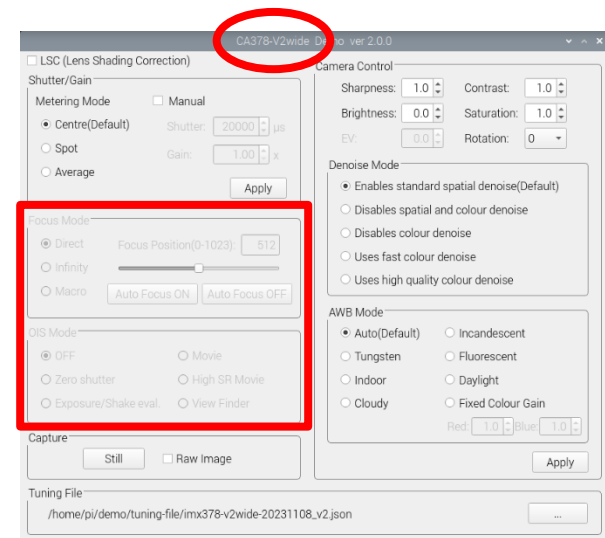 CA378-V2wide Demo ver 2.0.0
LSC (Lens Shading Correction)
Shutter/Gain
Metering Mode
Manual
Centre(Default)
Shutter: 20000 µs
Spot
Gain: 1.00 x
Average
Apply
Focus Mode
Direct
Focus Position(0-1023): 512
Infinity
Macro
Auto Focus ON
Auto Focus OFF
OIS Mode
OFF
Movie
Zero shutter
High SR Movie
Exposure/Shake eval.
View Finder
Capture
Still
Raw Image
Camera Control
Sharpness: 1.0
Contrast: 1.0
Brightness: 0.0
Saturation: 1.0
EV: 0.0
Rotation: 0
Denoise Mode
Enables standard spatial denoise(Default)
Disables spatial and colour denoise
Disables colour denoise
Uses fast colour denoise
Uses high quality colour denoise
AWB Mode
Auto(Default)
Incandescent
Tungsten
Fluorescent
Indoor
Daylight
Cloudy
Fixed Colour Gain
Red: 1.0 Blue: 1.0
Apply
Tuning File
/home/pi/demo/tuning-file/imx378-v2wide-20231108_v2.json
...